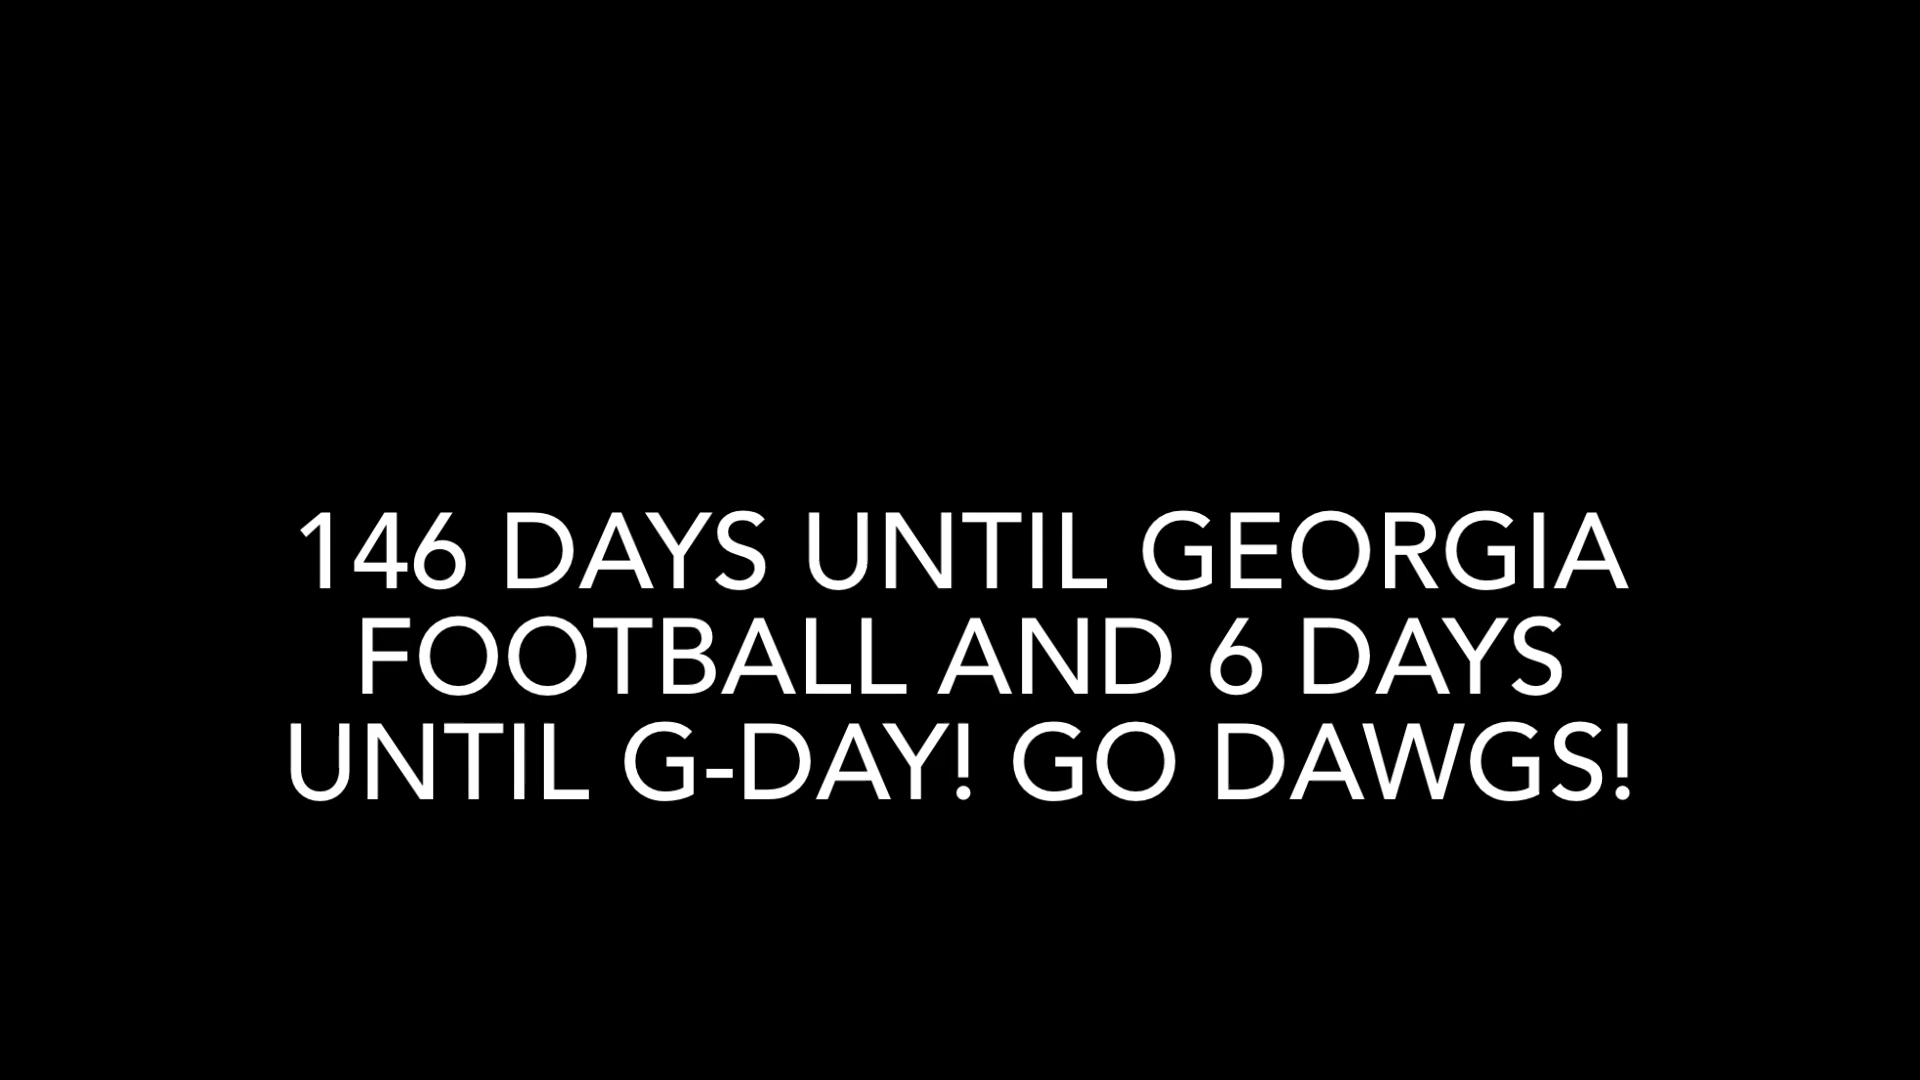 146 DAYS UNTIL GEORGIA
FOOTBALL AND 6 DAYS
UNTIL G-DAY! GO DAWGS!